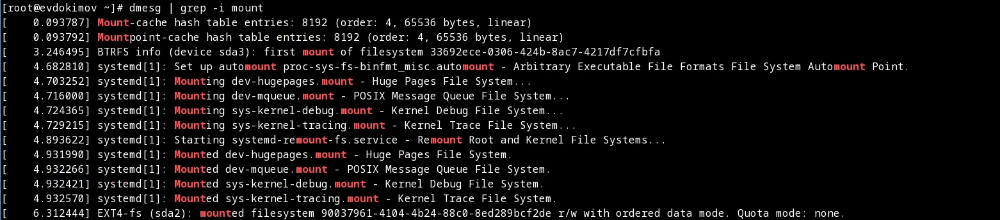 [root@evdokimov ~]# dmesg | grep -i mount
[    0.093787] Mount-cache hash table entries: 8192 (order: 4, 65536 bytes, linear)
[    0.093792] Mountpoint-cache hash table entries: 8192 (order: 4, 65536 bytes, linear)
[    3.246495] BTRFS info (device sda3): first mount of filesystem 33692ece-0306-424b-8ac7-4217df7cfbfa
[    4.682810] systemd[1]: Set up automount proc-sys-fs-binfmt_misc.automount - Arbitrary Executable File Formats File System Automount Point.
[    4.703252] systemd[1]: Mounting dev-hugepages.mount - Huge Pages File System...
[    4.716000] systemd[1]: Mounting dev-mqueue.mount - POSIX Message Queue File System...
[    4.724365] systemd[1]: Mounting sys-kernel-debug.mount - Kernel Debug File System...
[    4.729215] systemd[1]: Mounting sys-kernel-tracing.mount - Kernel Trace File System...
[    4.893622] systemd[1]: Starting systemd-remount-fs.service - Remount Root and Kernel File Systems...
[    4.931990] systemd[1]: Mounted dev-hugepages.mount - Huge Pages File System.
[    4.932266] systemd[1]: Mounted dev-mqueue.mount - POSIX Message Queue File System.
[    4.932421] systemd[1]: Mounted sys-kernel-debug.mount - Kernel Debug File System.
[    4.932570] systemd[1]: Mounted sys-kernel-tracing.mount - Kernel Trace File System.
[    6.312444] EXT4-fs (sda2): mounted filesystem 90037961-4104-4b24-88c0-8ed289bcf2de r/w with ordered data mode. Quota mode: none.